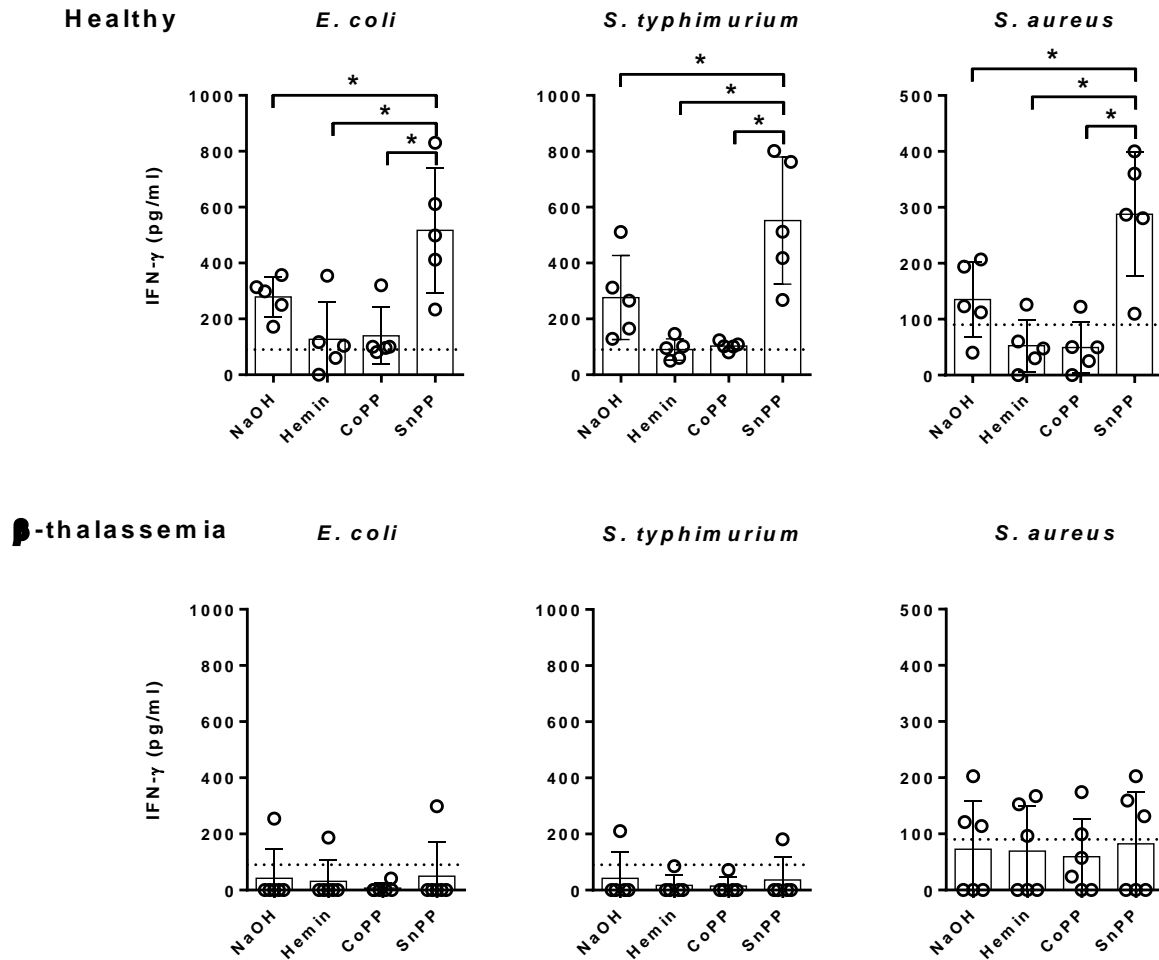 Healthy
E. coli
S. typhimurium
S. aureus
* * *
* * *
* * *
IFN-γ (pg/ml)
1000
800
600
400
200
0
NaOH
Hemin
CoPP
SnPP
1000
800
600
400
200
0
NaOH
Hemin
CoPP
SnPP
500
400
300
200
100
0
NaOH
Hemin
CoPP
SnPP
β-thalassemia
E. coli
S. typhimurium
S. aureus
IFN-γ (pg/ml)
1000
800
600
400
200
0
NaOH
Hemin
CoPP
SnPP
1000
800
600
400
200
0
NaOH
Hemin
CoPP
SnPP
500
400
300
200
100
0
NaOH
Hemin
CoPP
SnPP